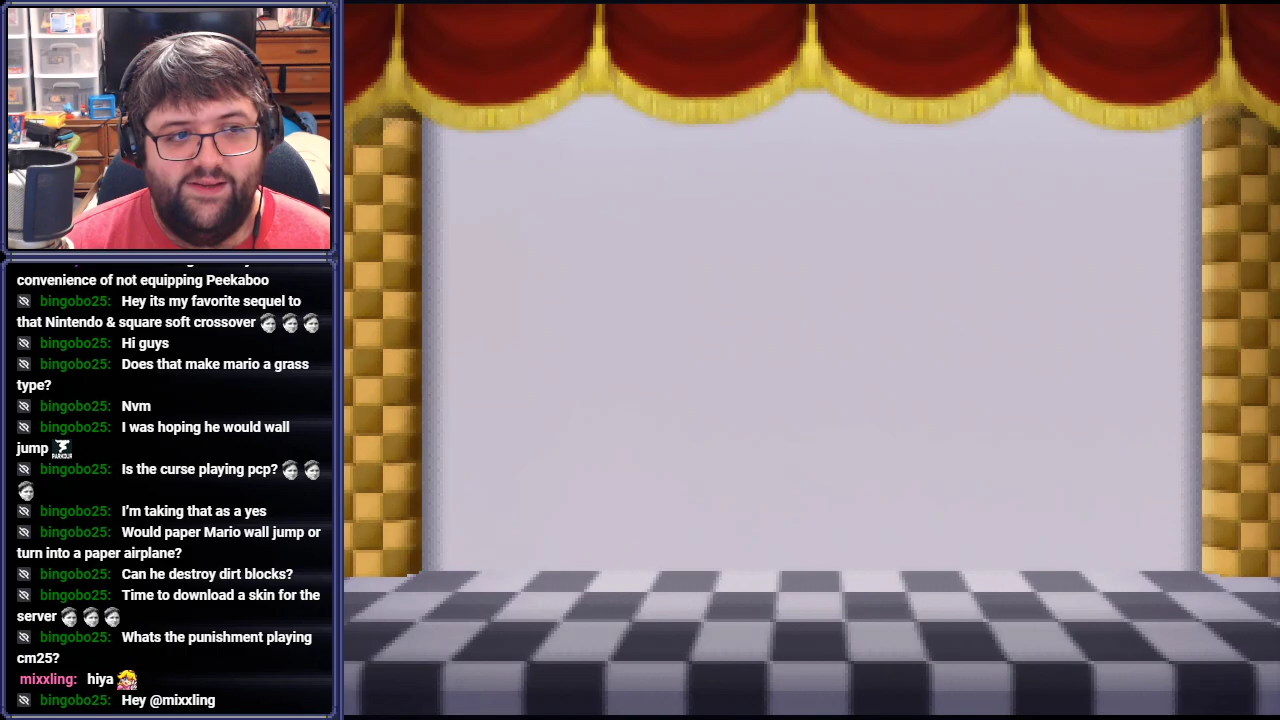 convenience of not equipping Peekaboo
bingobo25: Hey its my favorite sequel to
that Nintendo & square soft crossover
bingobo25: Hi guys
bingobo25: Does that make mario a grass
type?
bingobo25: Nvm
bingobo25: I was hoping he would wall
jump
bingobo25: Is the curse playing pcp?
bingobo25: I'm taking that as a yes
bingobo25: Would paper Mario wall jump or
turn into a paper airplane?
bingobo25: Can he destroy dirt blocks?
bingobo25: Time to download a skin for the
server
bingobo25: Whats the punishment playing
cm25?
mixxling: hiya
bingobo25: Hey @mixxling